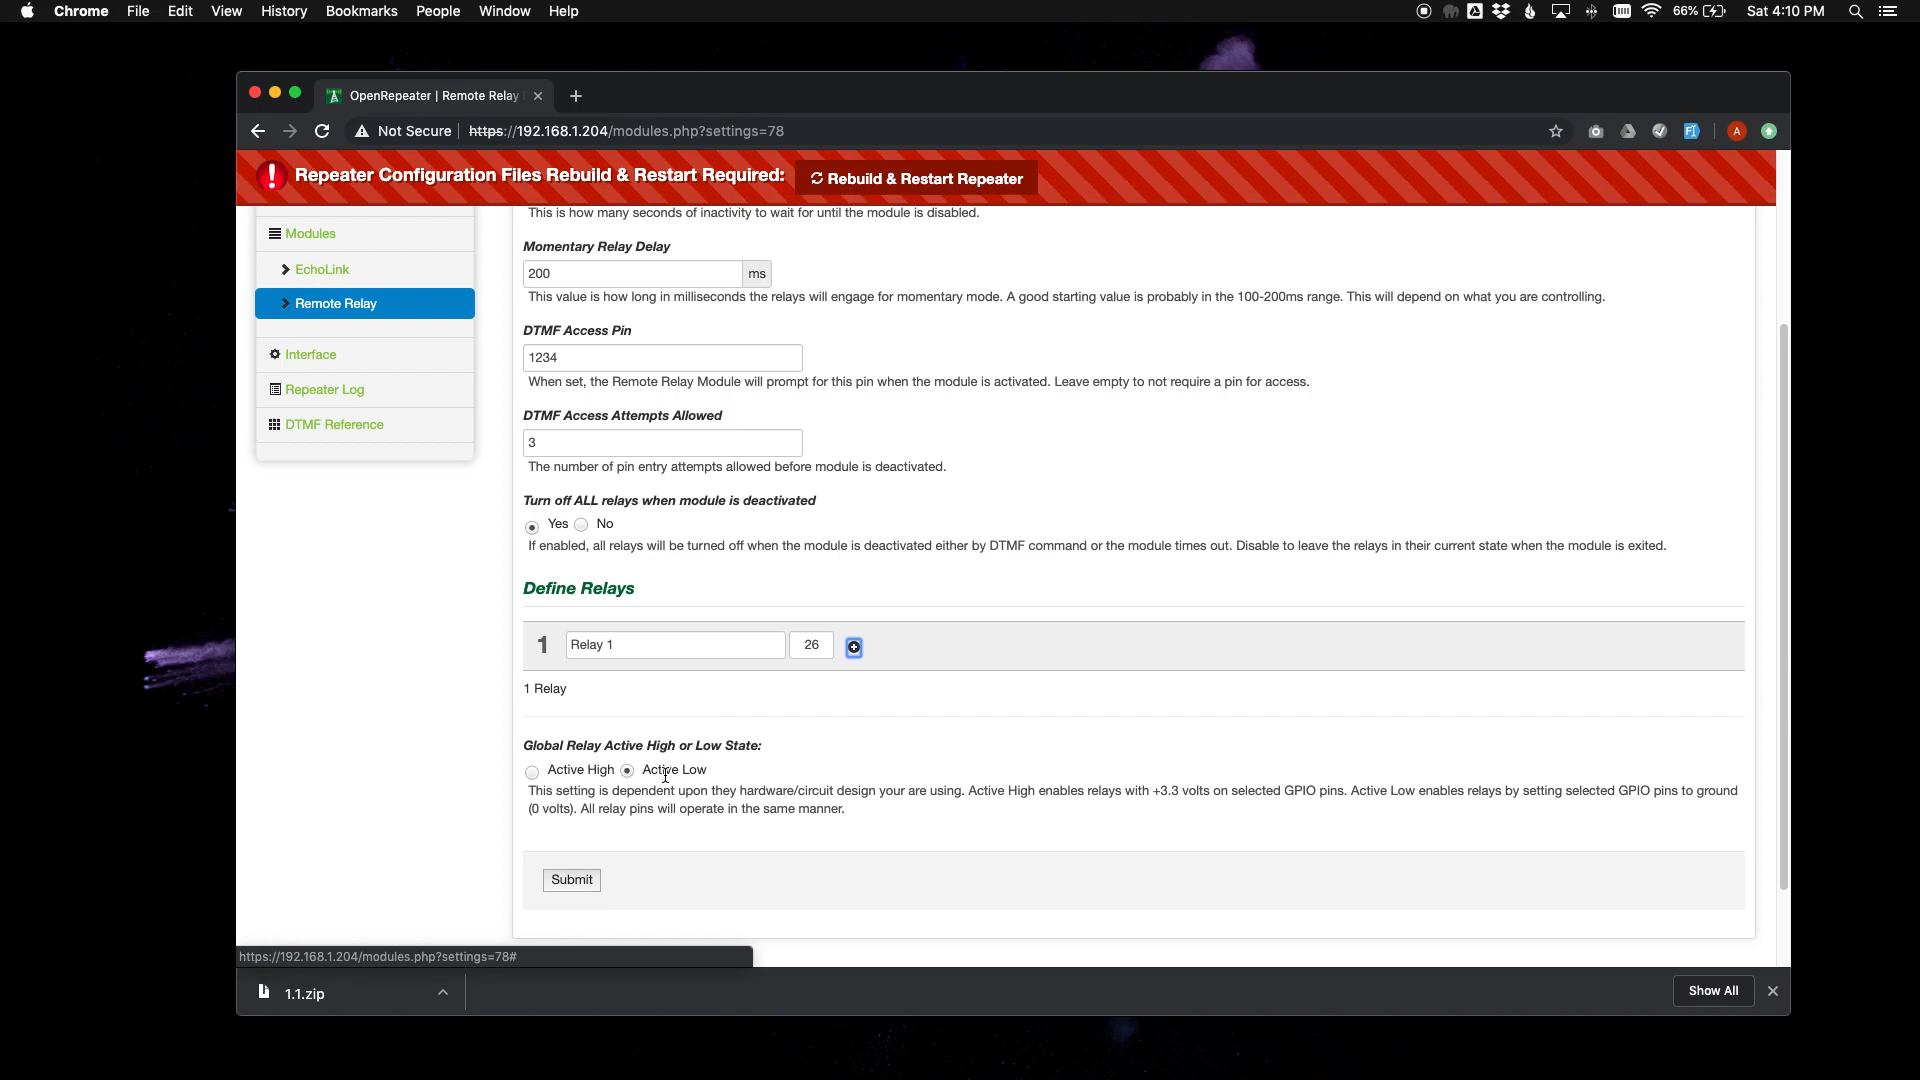 Chrome File Edit View History Bookmarks People Window Help 66% Sat 4:10 PM
OpenRepeater | Remote Relay
Not Secure https://192.168.1.204/modules.php?settings=78 A
Repeater Configuration Files Rebuild & Restart Required: Rebuild & Restart Repeater
This is how many seconds of inactivity to wait for until the module is disabled.
Modules
EchoLink
Remote Relay
Interface
Repeater Log
DTMF Reference
Momentary Relay Delay
200 ms
This value is how long in milliseconds the relays will engage for momentary mode. A good starting value is probably in the 100-200ms range. This will depend on what you are controlling.
DTMF Access Pin
1234
When set, the Remote Relay Module will prompt for this pin when the module is activated. Leave empty to not require a pin for access.
DTMF Access Attempts Allowed
3
The number of pin entry attempts allowed before module is deactivated.
Turn off ALL relays when module is deactivated
Yes No
If enabled, all relays will be turned off when the module is deactivated either by DTMF command or the module times out. Disable to leave the relays in their current state when the module is exited.
Define Relays
1 Relay 1 26
1 Relay
Global Relay Active High or Low State:
Active High Active Low
This setting is dependent upon they hardware/circuit design your are using. Active High enables relays with +3.3 volts on selected GPIO pins. Active Low enables relays by setting selected GPIO pins to ground
(0 volts). All relay pins will operate in the same manner.
Submit
https://192.168.1.204/modules.php?settings=78#
1.1.zip Show All